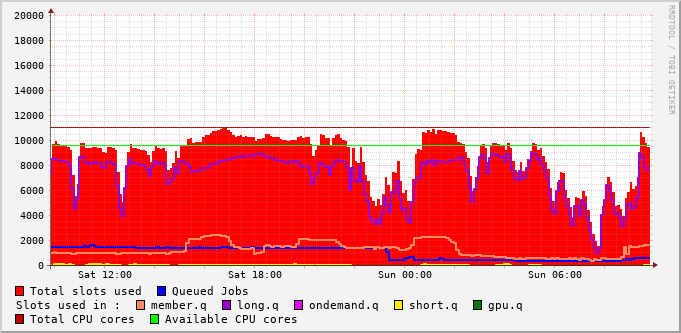 20000
18000
16000
14000
12000
10000
8000
6000
4000
2000
0
Sat 12:00 Sat 18:00 Sun 00:00 Sun 06:00
RRDTOOL / TOBI OETIKER
Total slots used Queued Jobs
Slots used in : member.q long.q ondemand.q short.q gpu.q
Total CPU cores Available CPU cores